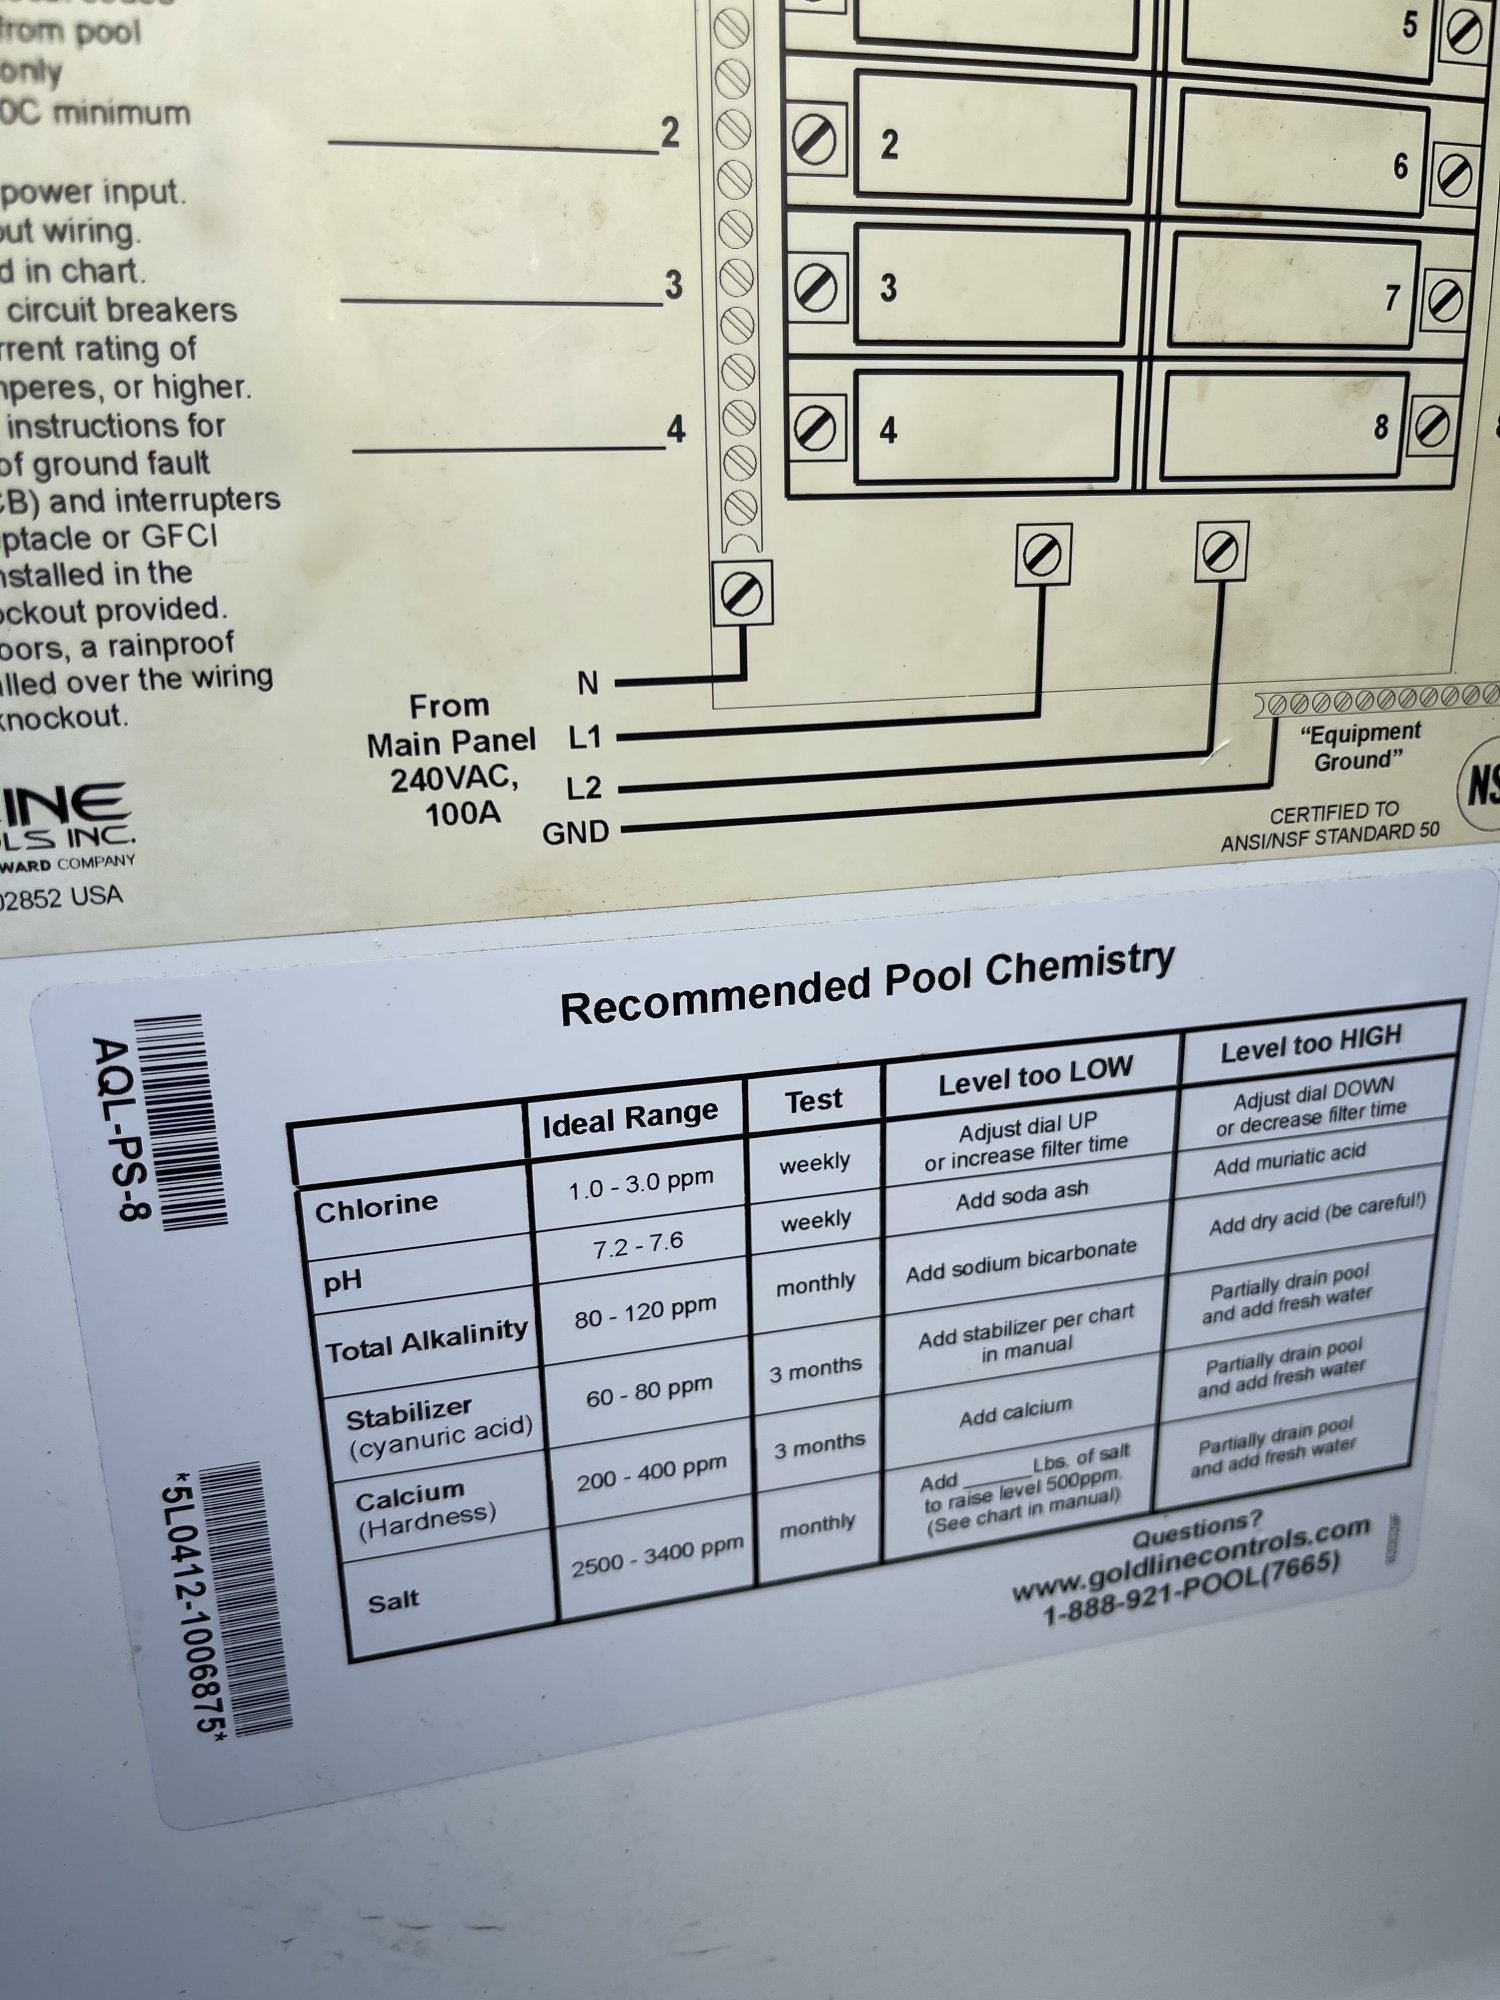 from pool
only
DC minimum
power input.
out wiring.
d in chart.
circuit breakers
rrent rating of
mperes, or higher.
instructions for
of ground fault
CB) and interrupters
eptacle or GFCI
nstalled in the
ockout provided.
oors, a rainproof
alled over the wiring
knockout.
INE
LS INC.
WARD COMPANY
02852 USA
2
3
4
5
2
6
3
7
4
8
From
Main Panel
240VAC,
100A
N
L1
L2
GND
"Equipment
Ground"
CERTIFIED TO
ANSI/NSF STANDARD 50
NS
AQL-PS-8
*5L0412-1006875*
Recommended Pool Chemistry
Ideal Range Test Level too LOW Level too HIGH
Chlorine 1.0 - 3.0 ppm weekly Adjust dial UP
or increase filter time
Adjust dial DOWN
or decrease filter time
pH 7.2 - 7.6 weekly Add soda ash Add muriatic acid
Total Alkalinity 80 - 120 ppm monthly Add sodium bicarbonate Add dry acid (be careful!)
Stabilizer
(cyanuric acid)
60 - 80 ppm 3 months Add stabilizer per chart
in manual
Partially drain pool
and add fresh water
Calcium
(Hardness)
200 - 400 ppm 3 months Add calcium Partially drain pool
and add fresh water
Salt 2500 - 3400 ppm monthly Add ______Lbs. of salt
to raise level 500ppm.
(See chart in manual)
Partially drain pool
and add fresh water
Questions?
www.goldlinecontrols.com
1-888-921-POOL(7665)